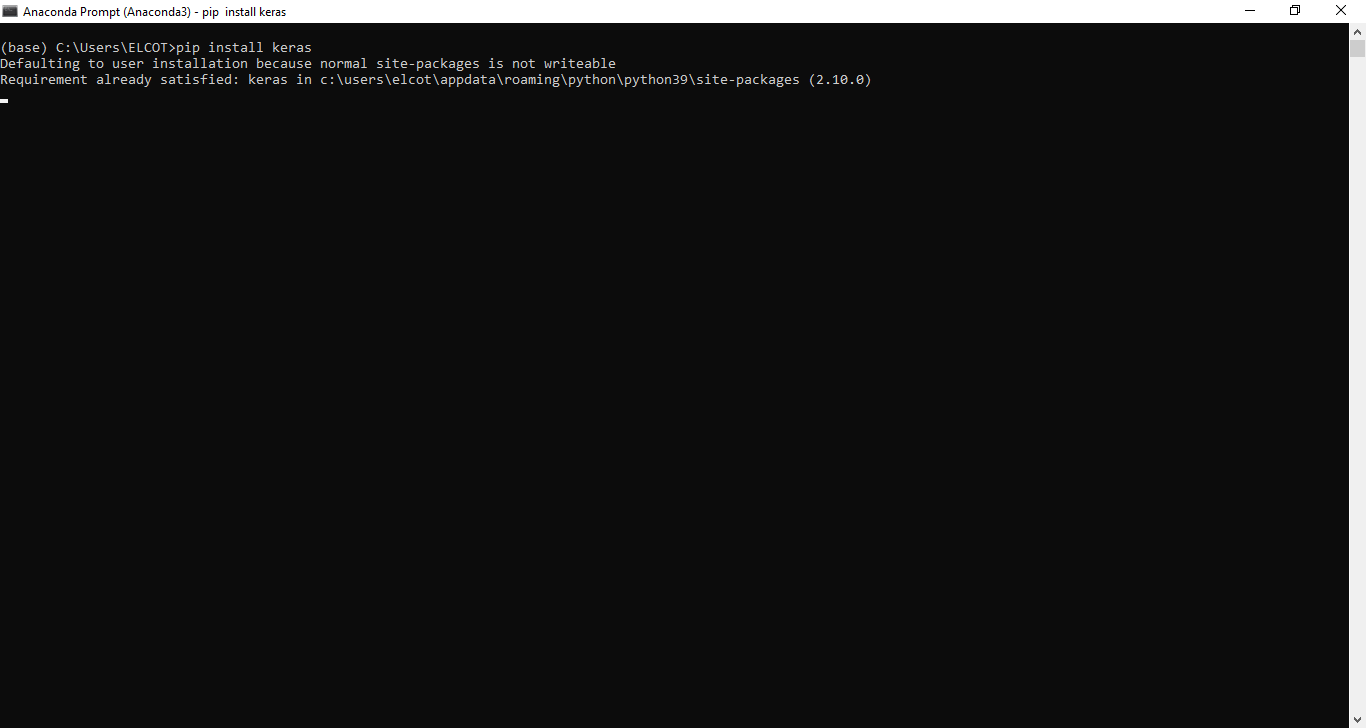 Anaconda Prompt (Anaconda3) - pip  install keras
(base) C:\Users\ELCOT>pip install keras
Defaulting to user installation because normal site-packages is not writeable
Requirement already satisfied: keras in c:\users\elcot\appdata\roaming\python\python39\site-packages (2.10.0)